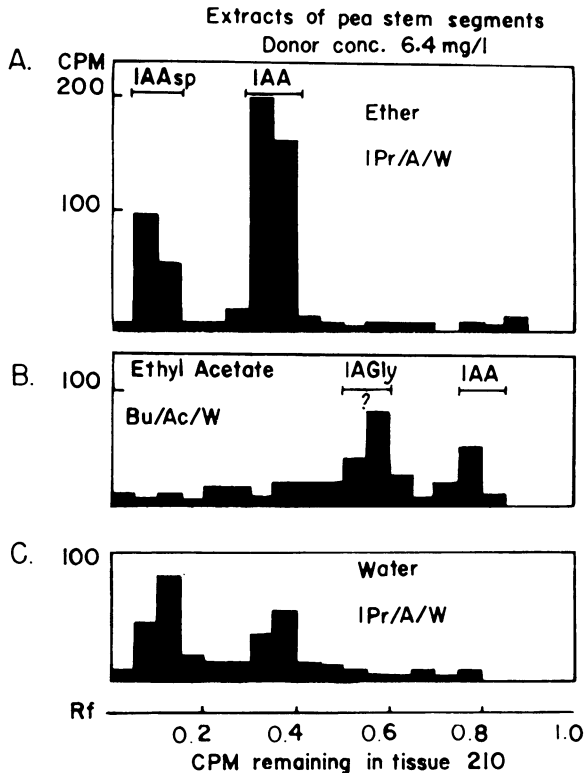 Extracts of pea stem segments
Donor conc. 6.4 mg/l
A.
CPM
IAAsp
IAA
200
100
Ether
IPr/A/W
B.
100
Ethyl Acetate
Bu/Ac/W
IAGly
?
IAA
C.
100
Water
IPr/A/W
Rf
0.2 0.4 0.6 0.8 1.0
CPM remaining in tissue 210